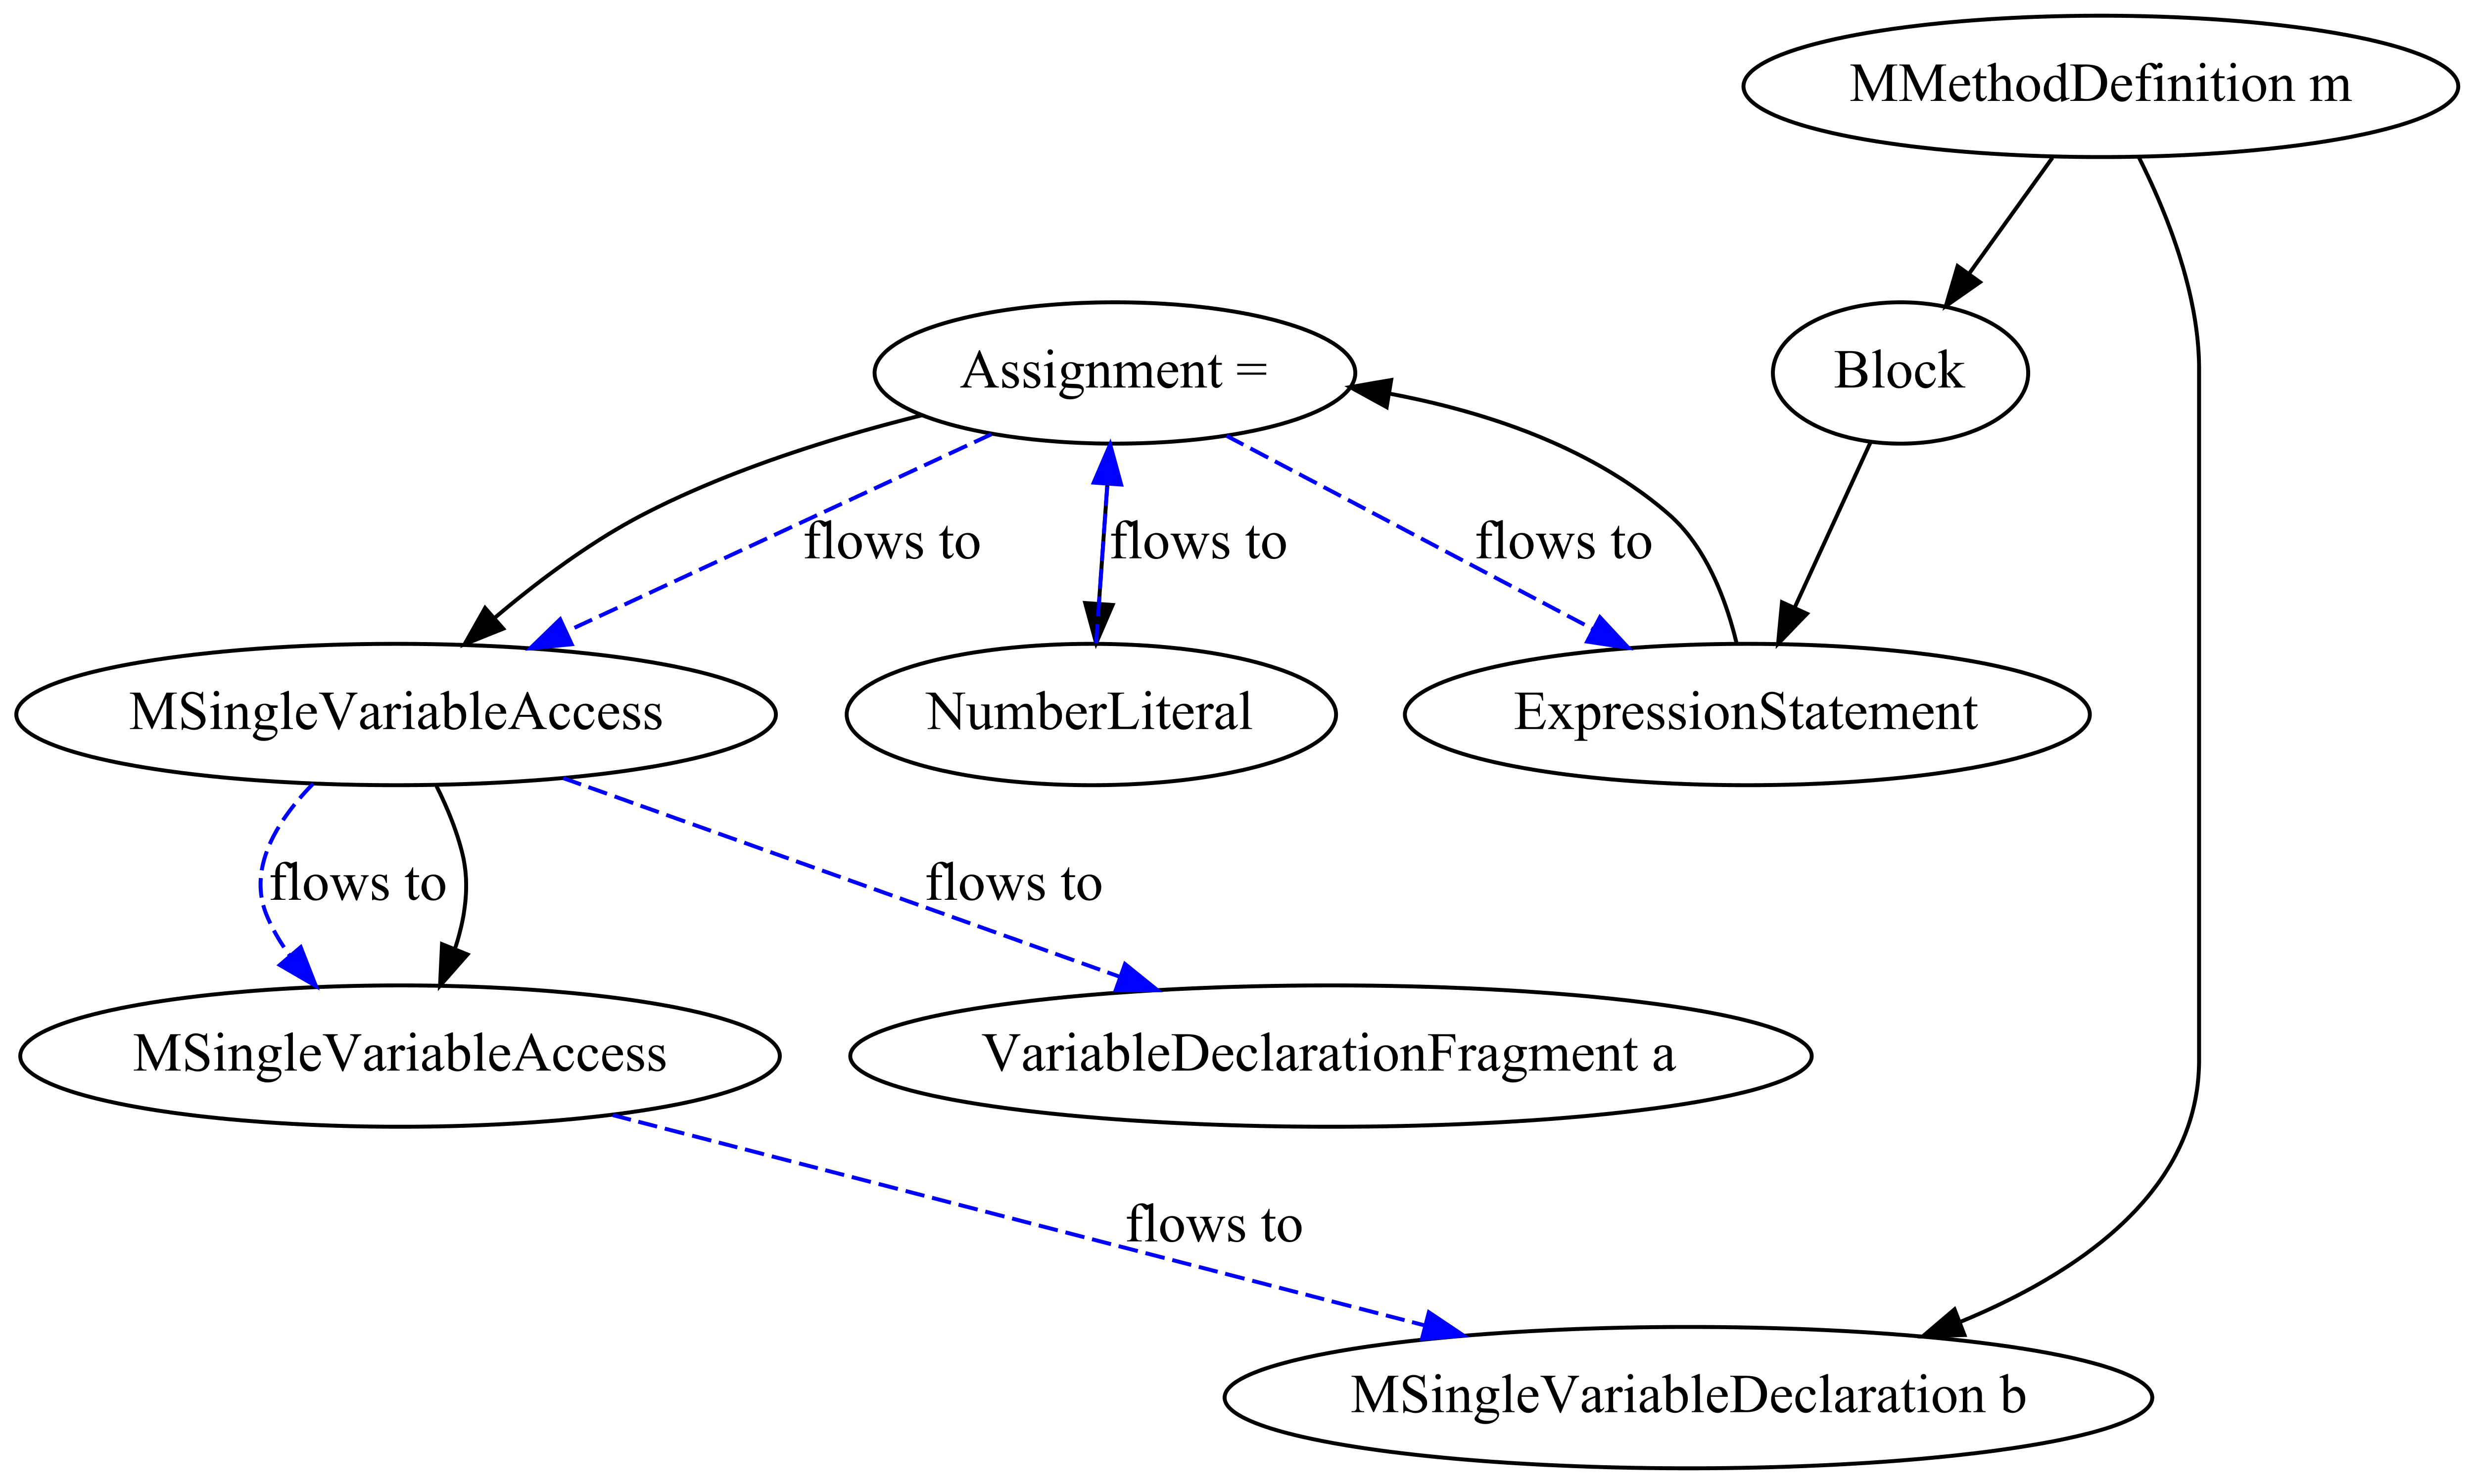 MMethodDefinition m
Assignment =
Block
flows to
flows to
flows to
MSingleVariableAccess
NumberLiteral
ExpressionStatement
flows to
flows to
MSingleVariableAccess
VariableDeclarationFragment a
flows to
MSingleVariableDeclaration b